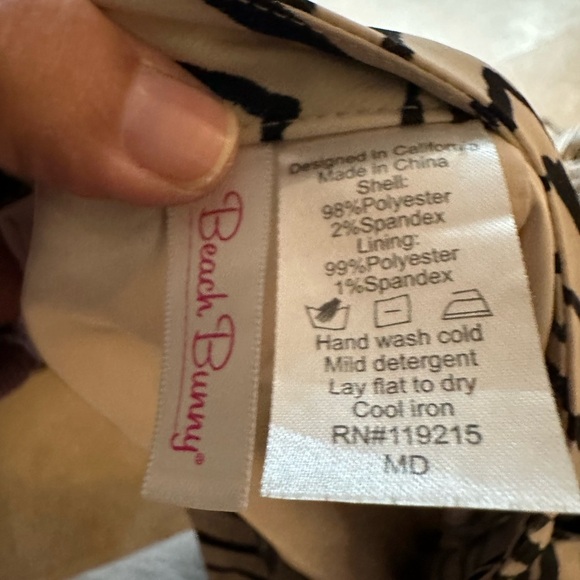 Beach Bunny®
Designed in California
Made in China
Shell:
98%Polyester
2%Spandex
Lining:
99%Polyester
1%Spandex
Hand wash cold
Mild detergent
Lay flat to dry
Cool iron
RN#119215
MD